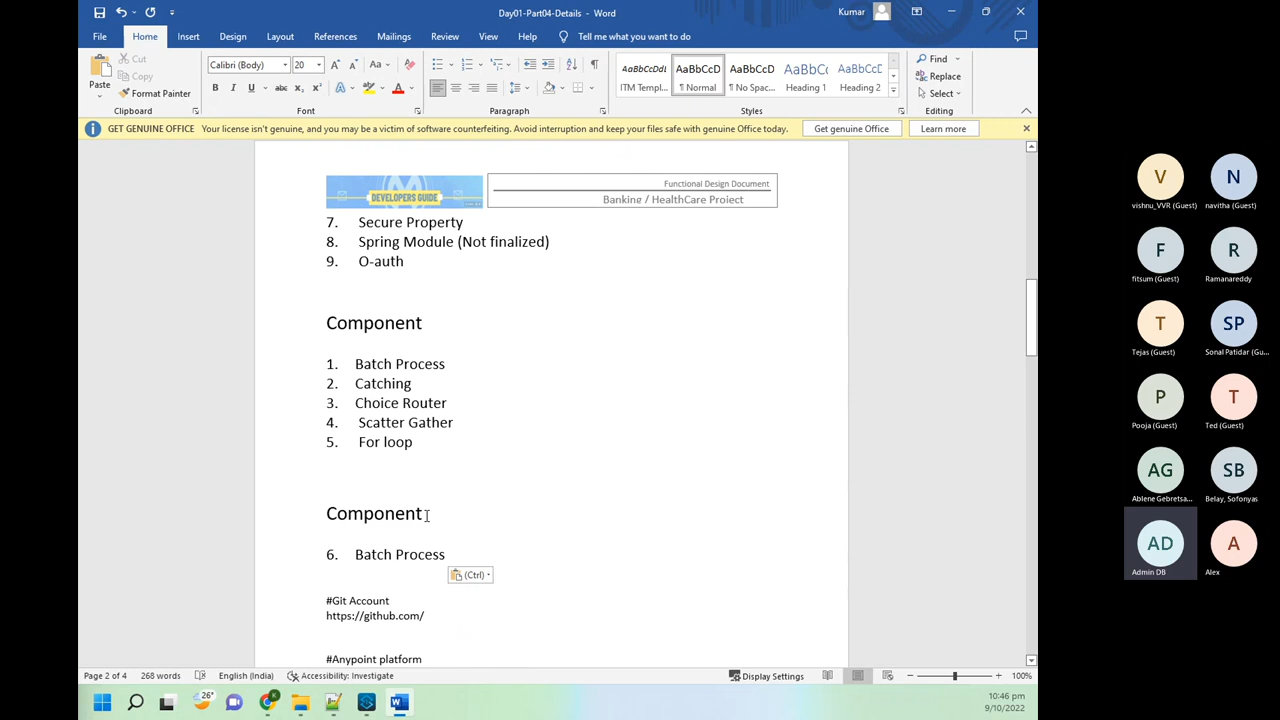 Day01-Part04-Details - Word
Kumar
File Home Insert Design Layout References Mailings Review View Help Tell me what you want to do
Paste
Cut
Copy
Format Painter
Clipboard
Calibri (Body) 20
Font
Paragraph
AaBbCcDdl AaBbCcD AaBbCcD AaBbCc AaBbCcD
ITM Templ... ¶ Normal ¶ No Spac... Heading 1 Heading 2
Styles
Find
Replace
Select
Editing
GET GENUINE OFFICE Your license isn't genuine, and you may be a victim of software counterfeiting. Avoid interruption and keep your files safe with genuine Office today. Get genuine Office Learn more
DEVELOPERS GUIDE
Functional Design Document
Banking / HealthCare Project
7. Secure Property
8. Spring Module (Not finalized)
9. O-auth
Component
1. Batch Process
2. Catching
3. Choice Router
4. Scatter Gather
5. For loop
Component
6. Batch Process
(Ctrl)
#Git Account
https://github.com/
#Anypoint platform
Page 2 of 4 268 words English (India) Accessibility: Investigate Display Settings 100%
26°
10:46 pm
9/10/2022
V N
vishnu_VVR (Guest) navitha (Guest)
F R
fitsum (Guest) Ramanareddy
T SP
Tejas (Guest) Sonal Patidar (Gu...
P T
Pooja (Guest) Ted (Guest)
AG SB
Ablene Gebretsa... Belay, Sofonyas
AD A
Admin DB Alex